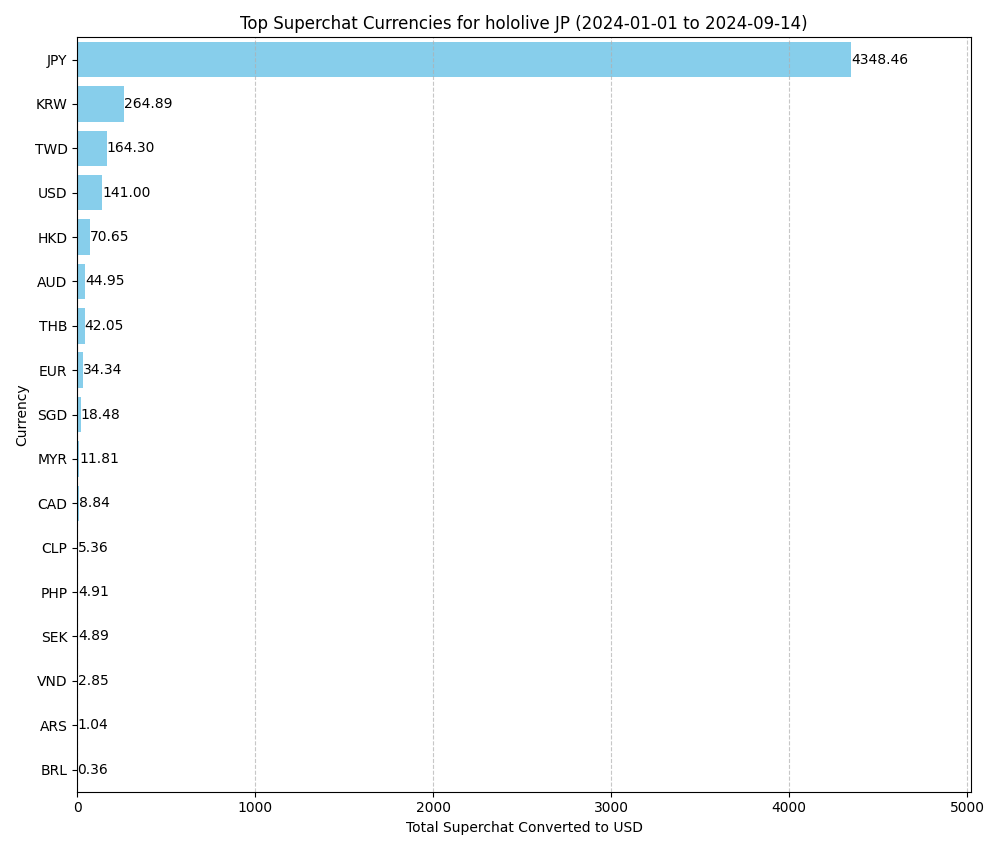 Top Superchat Currencies for hololive JP (2024-01-01 to 2024-09-14)
JPY 4348.46
KRW 264.89
TWD 164.30
USD 141.00
HKD 70.65
AUD 44.95
THB 42.05
EUR 34.34
SGD 18.48
MYR 11.81
CAD 8.84
CLP 5.36
PHP 4.91
SEK 4.89
VND 2.85
ARS 1.04
BRL 0.36
Currency
0 1000 2000 3000 4000 5000
Total Superchat Converted to USD